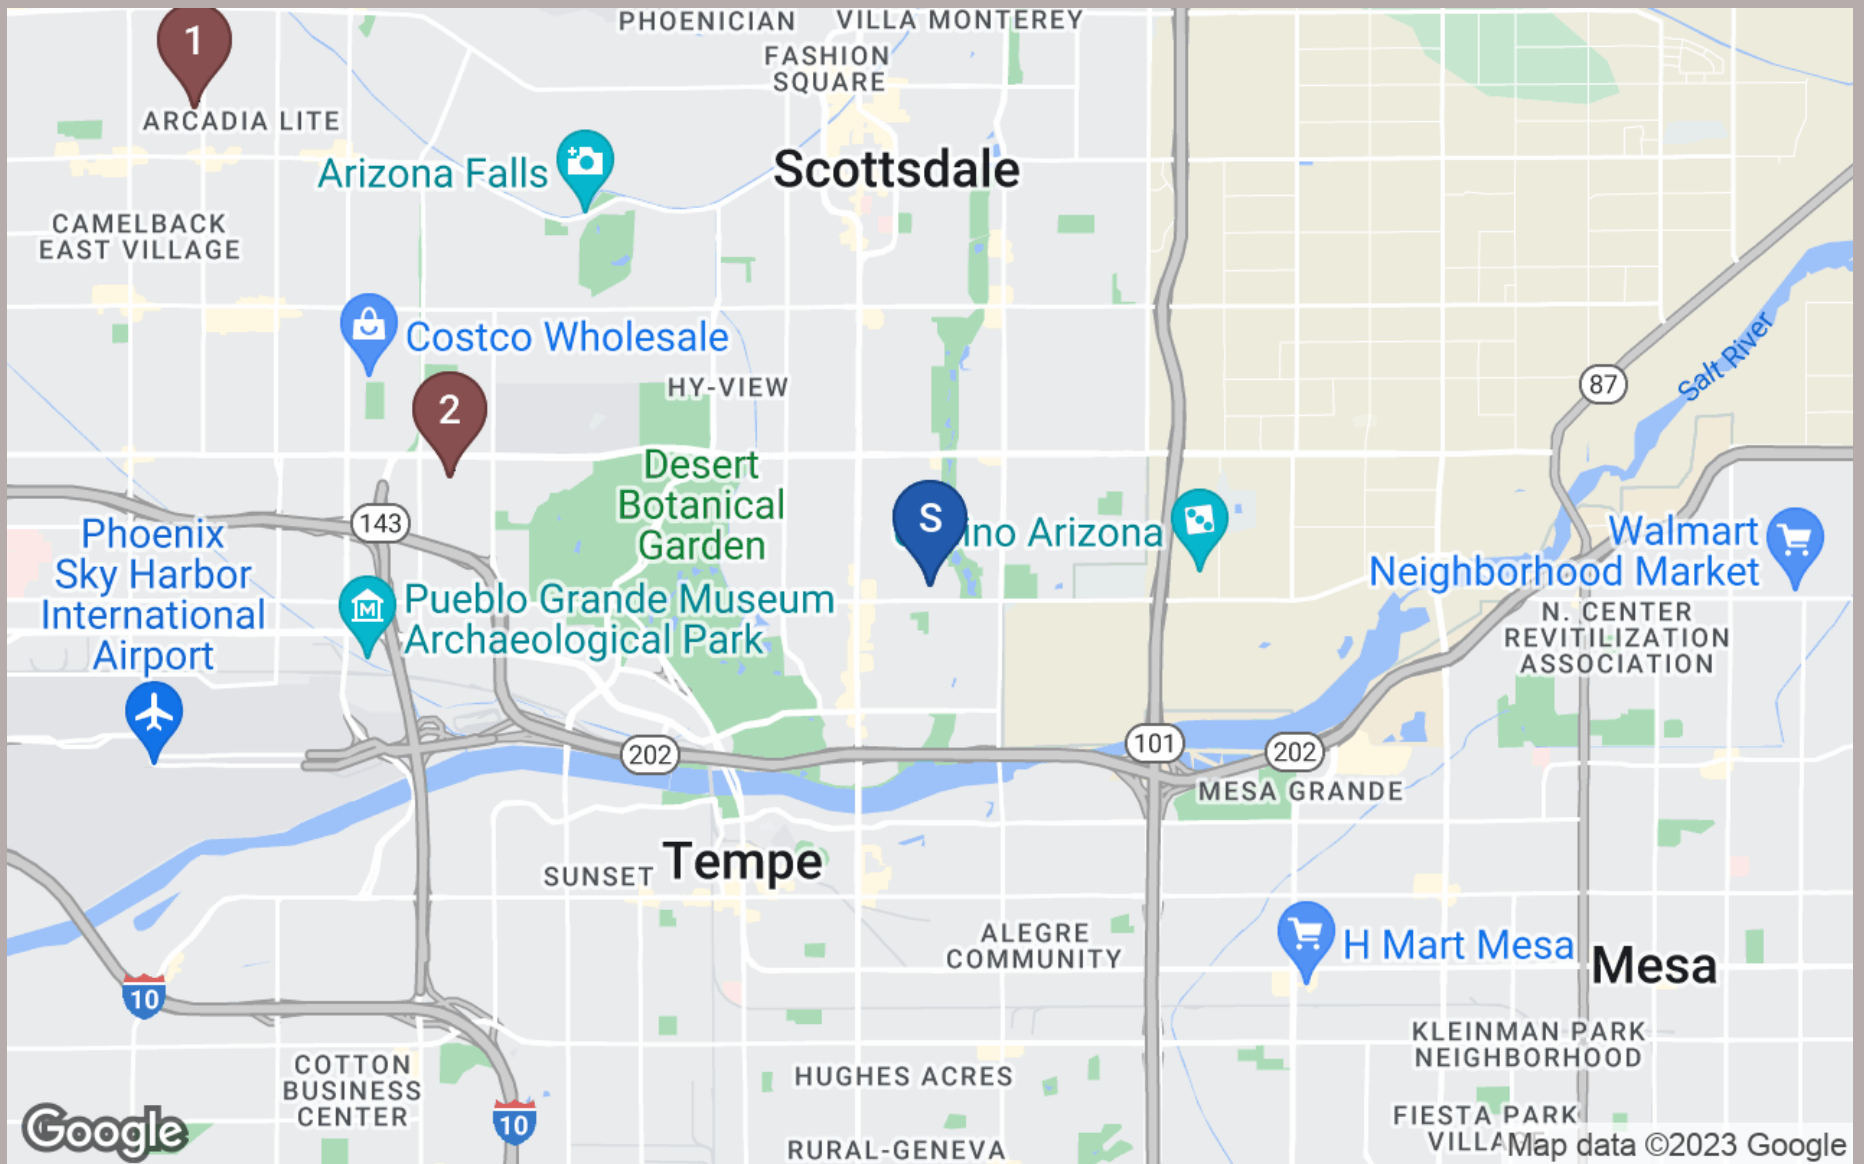 PHOENICIAN
VILLA MONTEREY
1
FASHION
SQUARE
ARCADIA LITE
Arizona Falls
Scottsdale
CAMELBACK
EAST VILLAGE
Costco Wholesale
HY-VIEW
87
Salt River
2
Desert
Botanical
Garden
143
S
ino Arizona
Phoenix
Sky Harbor
International
Airport
Walmart
Neighborhood Market
Pueblo Grande Museum
Archaeological Park
N. CENTER
REVITILIZATION
ASSOCIATION
202
101
202
MESA GRANDE
Tempe
SUNSET
ALEGRE
COMMUNITY
H Mart Mesa
Mesa
10
KLEINMAN PARK
NEIGHBORHOOD
COTTON
BUSINESS
CENTER
HUGHES ACRES
10
FIESTA PARK
Google
RURAL-GENEVA
Map data ©2023 Google